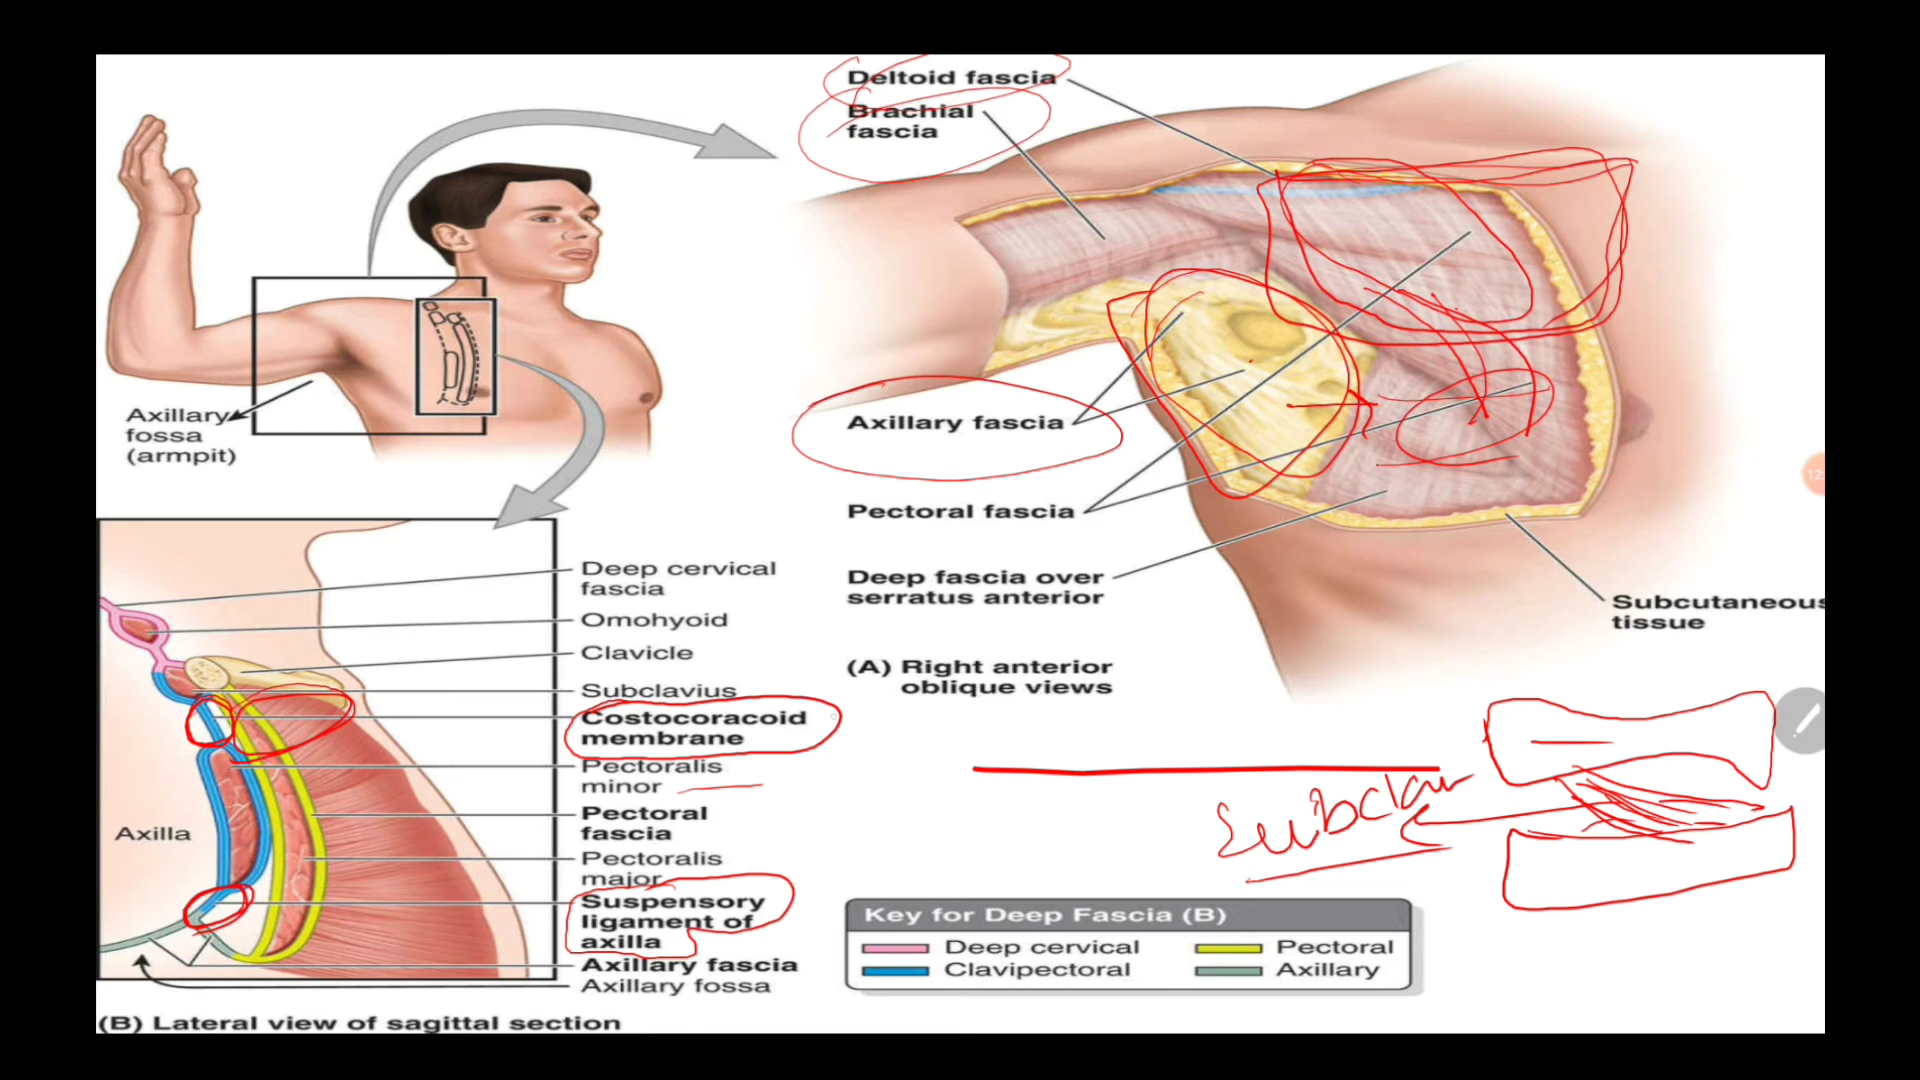 Deltoid fascia
Brachial
fascia
Axillary
fossa
(armpit)
Axillary fascia
Pectoral fascia
Deep fascia over
serratus anterior
Subcutaneous
tissue
(A) Right anterior
oblique views
Deep cervical
fascia
Omohyoid
Clavicle
Subclavius
Costocoracoid
membrane
Pectoralis
minor
Pectoral
fascia
Pectoralis
major
Suspensory
ligament of
axilla
Axillary fascia
Axillary fossa
Axilla
(B) Lateral view of sagittal section
Key for Deep Fascia (B)
Deep cervical
Pectoral
Clavipectoral
Axillary